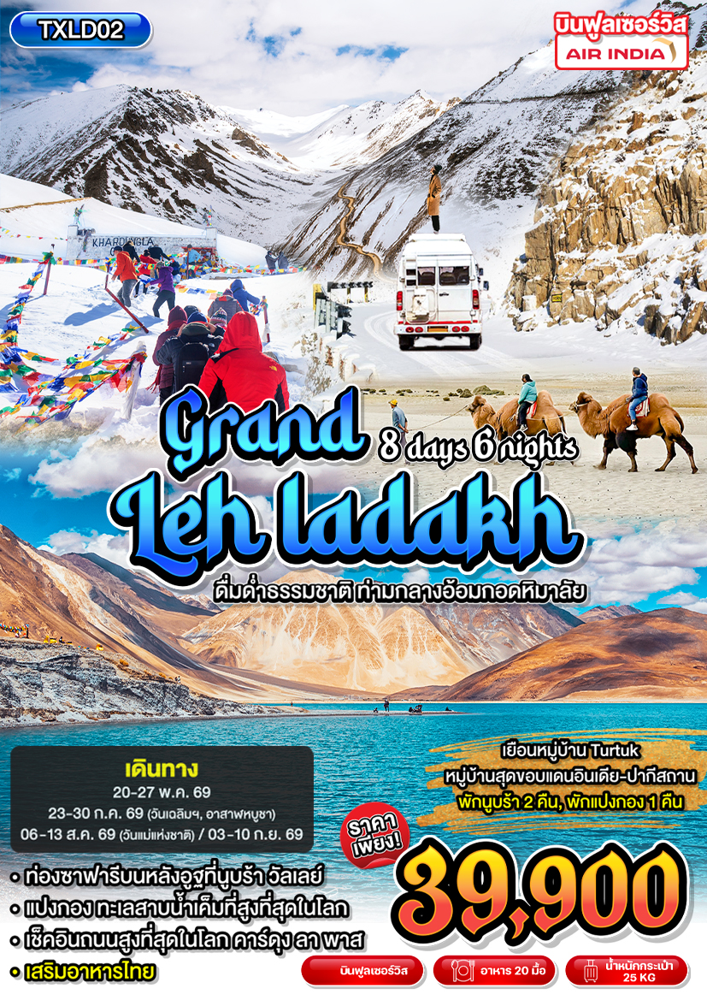 TXLD02
บินฟูลเซอร์วิส
AIR INDIA
KHARDUNGLA
Grand
8 days 6 nights
Leh ladakh
ดื่มด่ำธรรมชาติ ท่ามกลางอ้อมกอดหิมาลัย
เดินทาง
20-27 พ.ค. 69
23-30 ก.ค. 69 (วันเฉลิมฯ, อาสาฬหบูชา)
06-13 ส.ค. 69 (วันแม่แห่งชาติ) / 03-10 ก.ย. 69
เยือนหมู่บ้าน Turtuk
หมู่บ้านสุดขอบแดนอินเดีย-ปากีสถาน
พักนูบร้า 2 คืน, พักแปงกอง 1 คืน
ราคา
เพียง!
39,900
• ท่องซาฟารีบนหลังอูฐที่นูบร้า วัลเลย์
• แปงกอง ทะเลสาบน้ำเค็มที่สูงที่สุดในโลก
• เช็คอินถนนสูงที่สุดในโลก คาร์ดุง ลา พาส
• เสริมอาหารไทย
บินฟูลเซอร์วิส
อาหาร 20 มื้อ
น้ำหนักกระเป๋า
25 KG